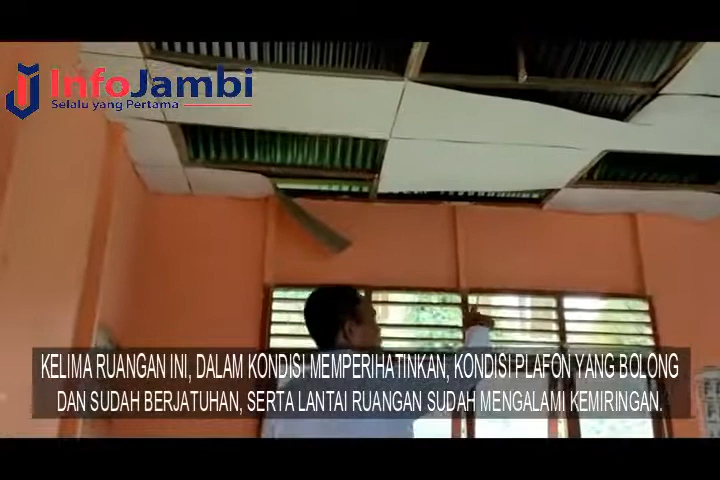 InfoJambi
Selalu yang Pertama
KELIMA RUANGAN INI, DALAM KONDISI MEMPERIHATINKAN, KONDISI PLAFON YANG BOLONG
DAN SUDAH BERJATUHAN, SERTA LANTAI RUANGAN SUDAH MENGALAMI KEMIRINGAN.